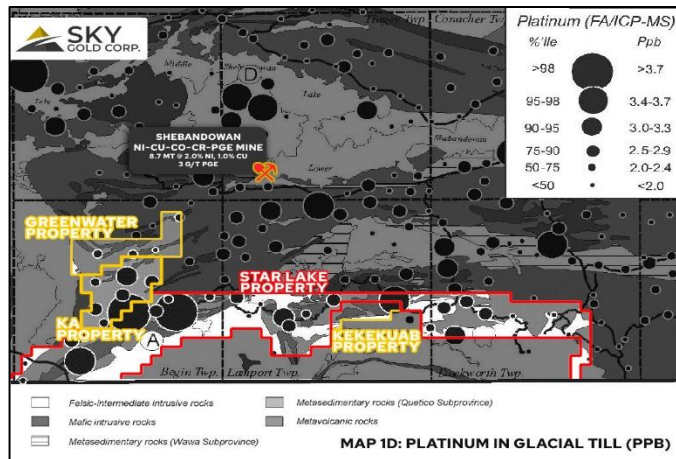 SKY
GOLD CORP.
Platinum (FA/ICP-MS)
%'Ile Ppb
>98 >3.7
95-98 3.4-3.7
90-95 3.0-3.3
75-90 2.5-2.9
50-75 2.0-2.4
<50 <2.0
Haney Twp.
Conacher Twp.
Middle
Lake
D
SHEBANDOWAN
NI-CU-CO-CR-PGE MINE
8.7 MT @ 2.0% NI, 1.0% CU
3 G/T PGE
Lower
Shebandowan
GREENWATER
PROPERTY
STAR LAKE
PROPERTY
KA
PROPERTY
KEKEKUAB
PROPERTY
A
Begin Twp.
Lamport Twp.
Duckworth Twp.
Felsic-Intermediate intrusive rocks
Metasedimentary rocks (Quetico Subprovince)
Mafic intrusive rocks
Metavolcanic rocks
Metasedimentary rocks (Wawa Subprovince)
MAP 1D: PLATINUM IN GLACIAL TILL (PPB)